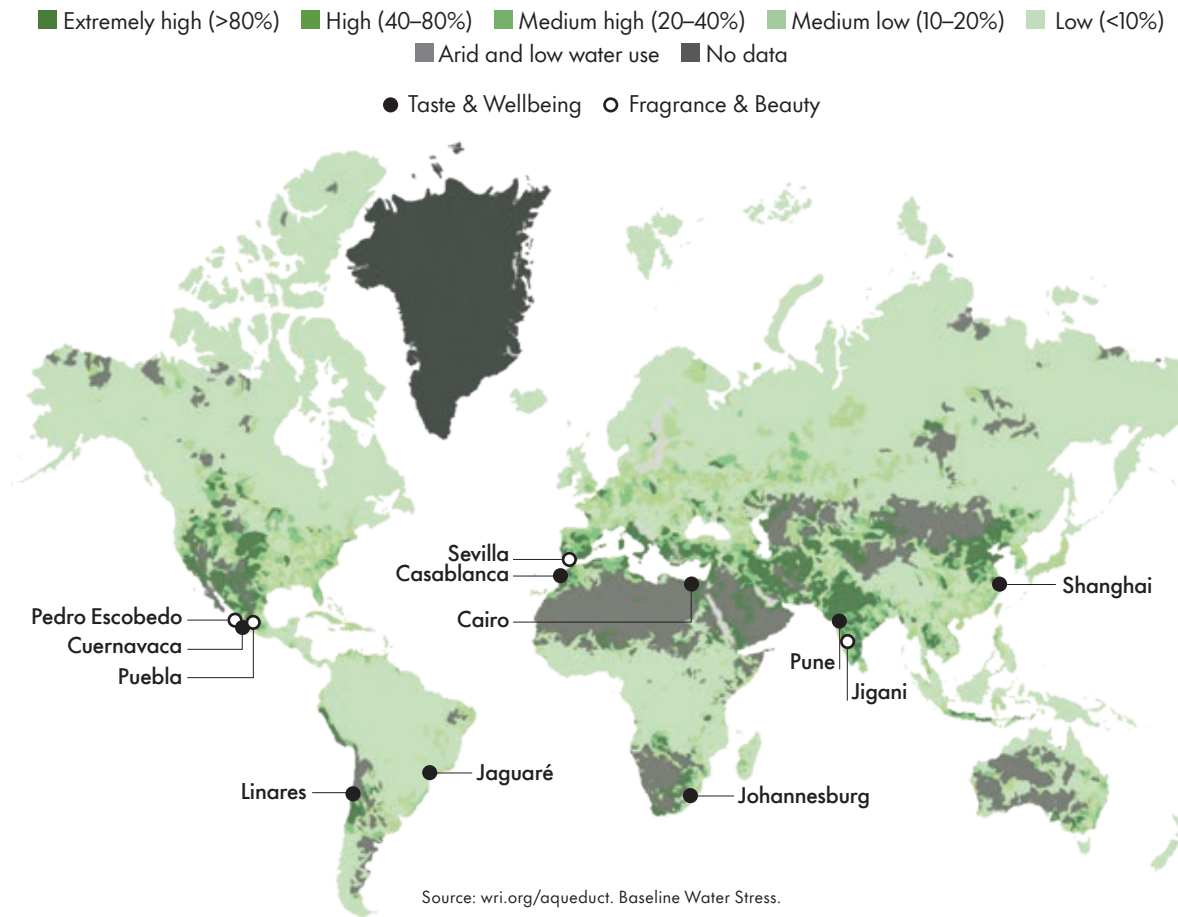 Extremely high (>80%) High (40–80%) Medium high (20–40%) Medium low (10–20%) Low (<10%)
Arid and low water use No data
Taste & Wellbeing Fragrance & Beauty
Sevilla
Casablanca
Shanghai
Pedro Escobedo
Cairo
Cuernavaca
Pune
Puebla
Jigani
Jaguaré
Linares
Johannesburg
Source: wri.org/aqueduct. Baseline Water Stress.